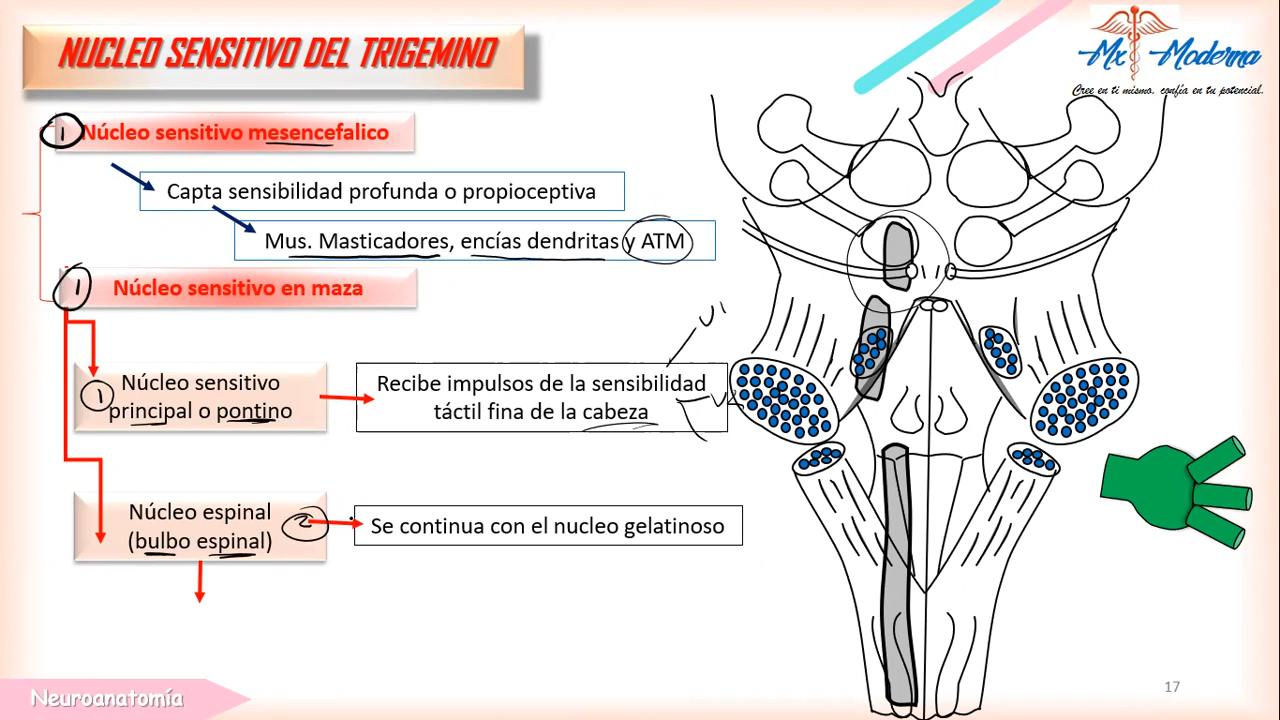 NUCLEO SENSITIVO DEL TRIGEMINO
Mx Moderna
Cree en ti mismo, confía en tu potencial.
1
Núcleo sensitivo mesencefalico
Capta sensibilidad profunda o propioceptiva
Mus. Masticadores, encías dendritas y ATM
1
Núcleo sensitivo en maza
V1
1
Núcleo sensitivo
principal o pontino
Recibe impulsos de la sensibilidad
táctil fina de la cabeza
Núcleo espinal
(bulbo espinal)
2
Se continua con el nucleo gelatinoso
Neuroanatomía
17